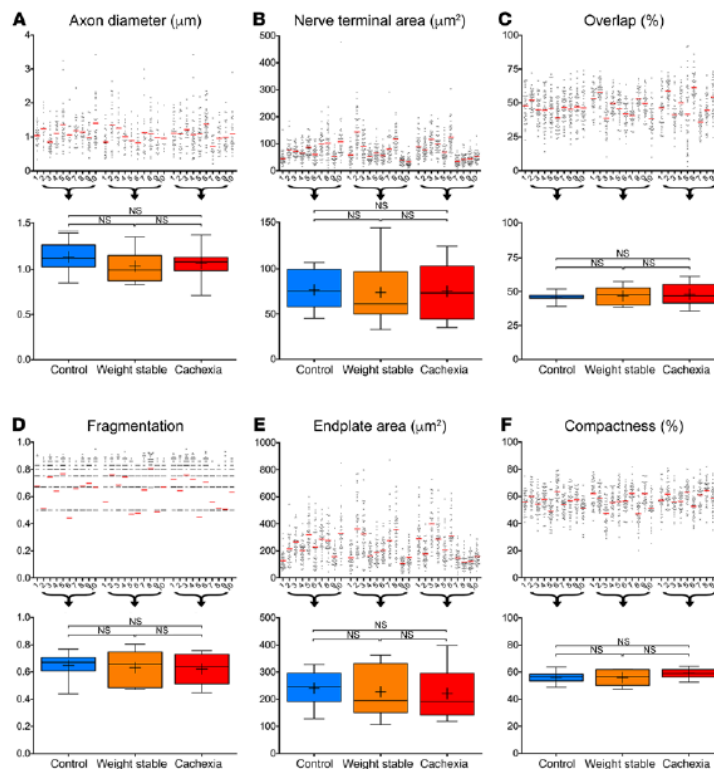 A Axon diameter (μm)
B Nerve terminal area (μm²)
C Overlap (%)
4
3
2
1
0
500
400
300
200
100
0
100
75
50
25
0
NS
NS NS
1.5
1.0
0.5
0.0
Control Weight stable Cachexia
NS
NS NS
150
100
50
0
Control Weight stable Cachexia
NS
NS NS
100
75
50
25
0
Control Weight stable Cachexia
D Fragmentation
E Endplate area (μm²)
F Compactness (%)
1.0
0.8
0.6
0.4
0.2
0.0
1000
800
600
400
200
0
100
80
60
40
20
0
NS
NS NS
1.0
0.8
0.6
0.4
0.2
0.0
Control Weight stable Cachexia
NS
NS NS
500
400
300
200
100
0
Control Weight stable Cachexia
NS
NS NS
100
80
60
40
20
0
Control Weight stable Cachexia